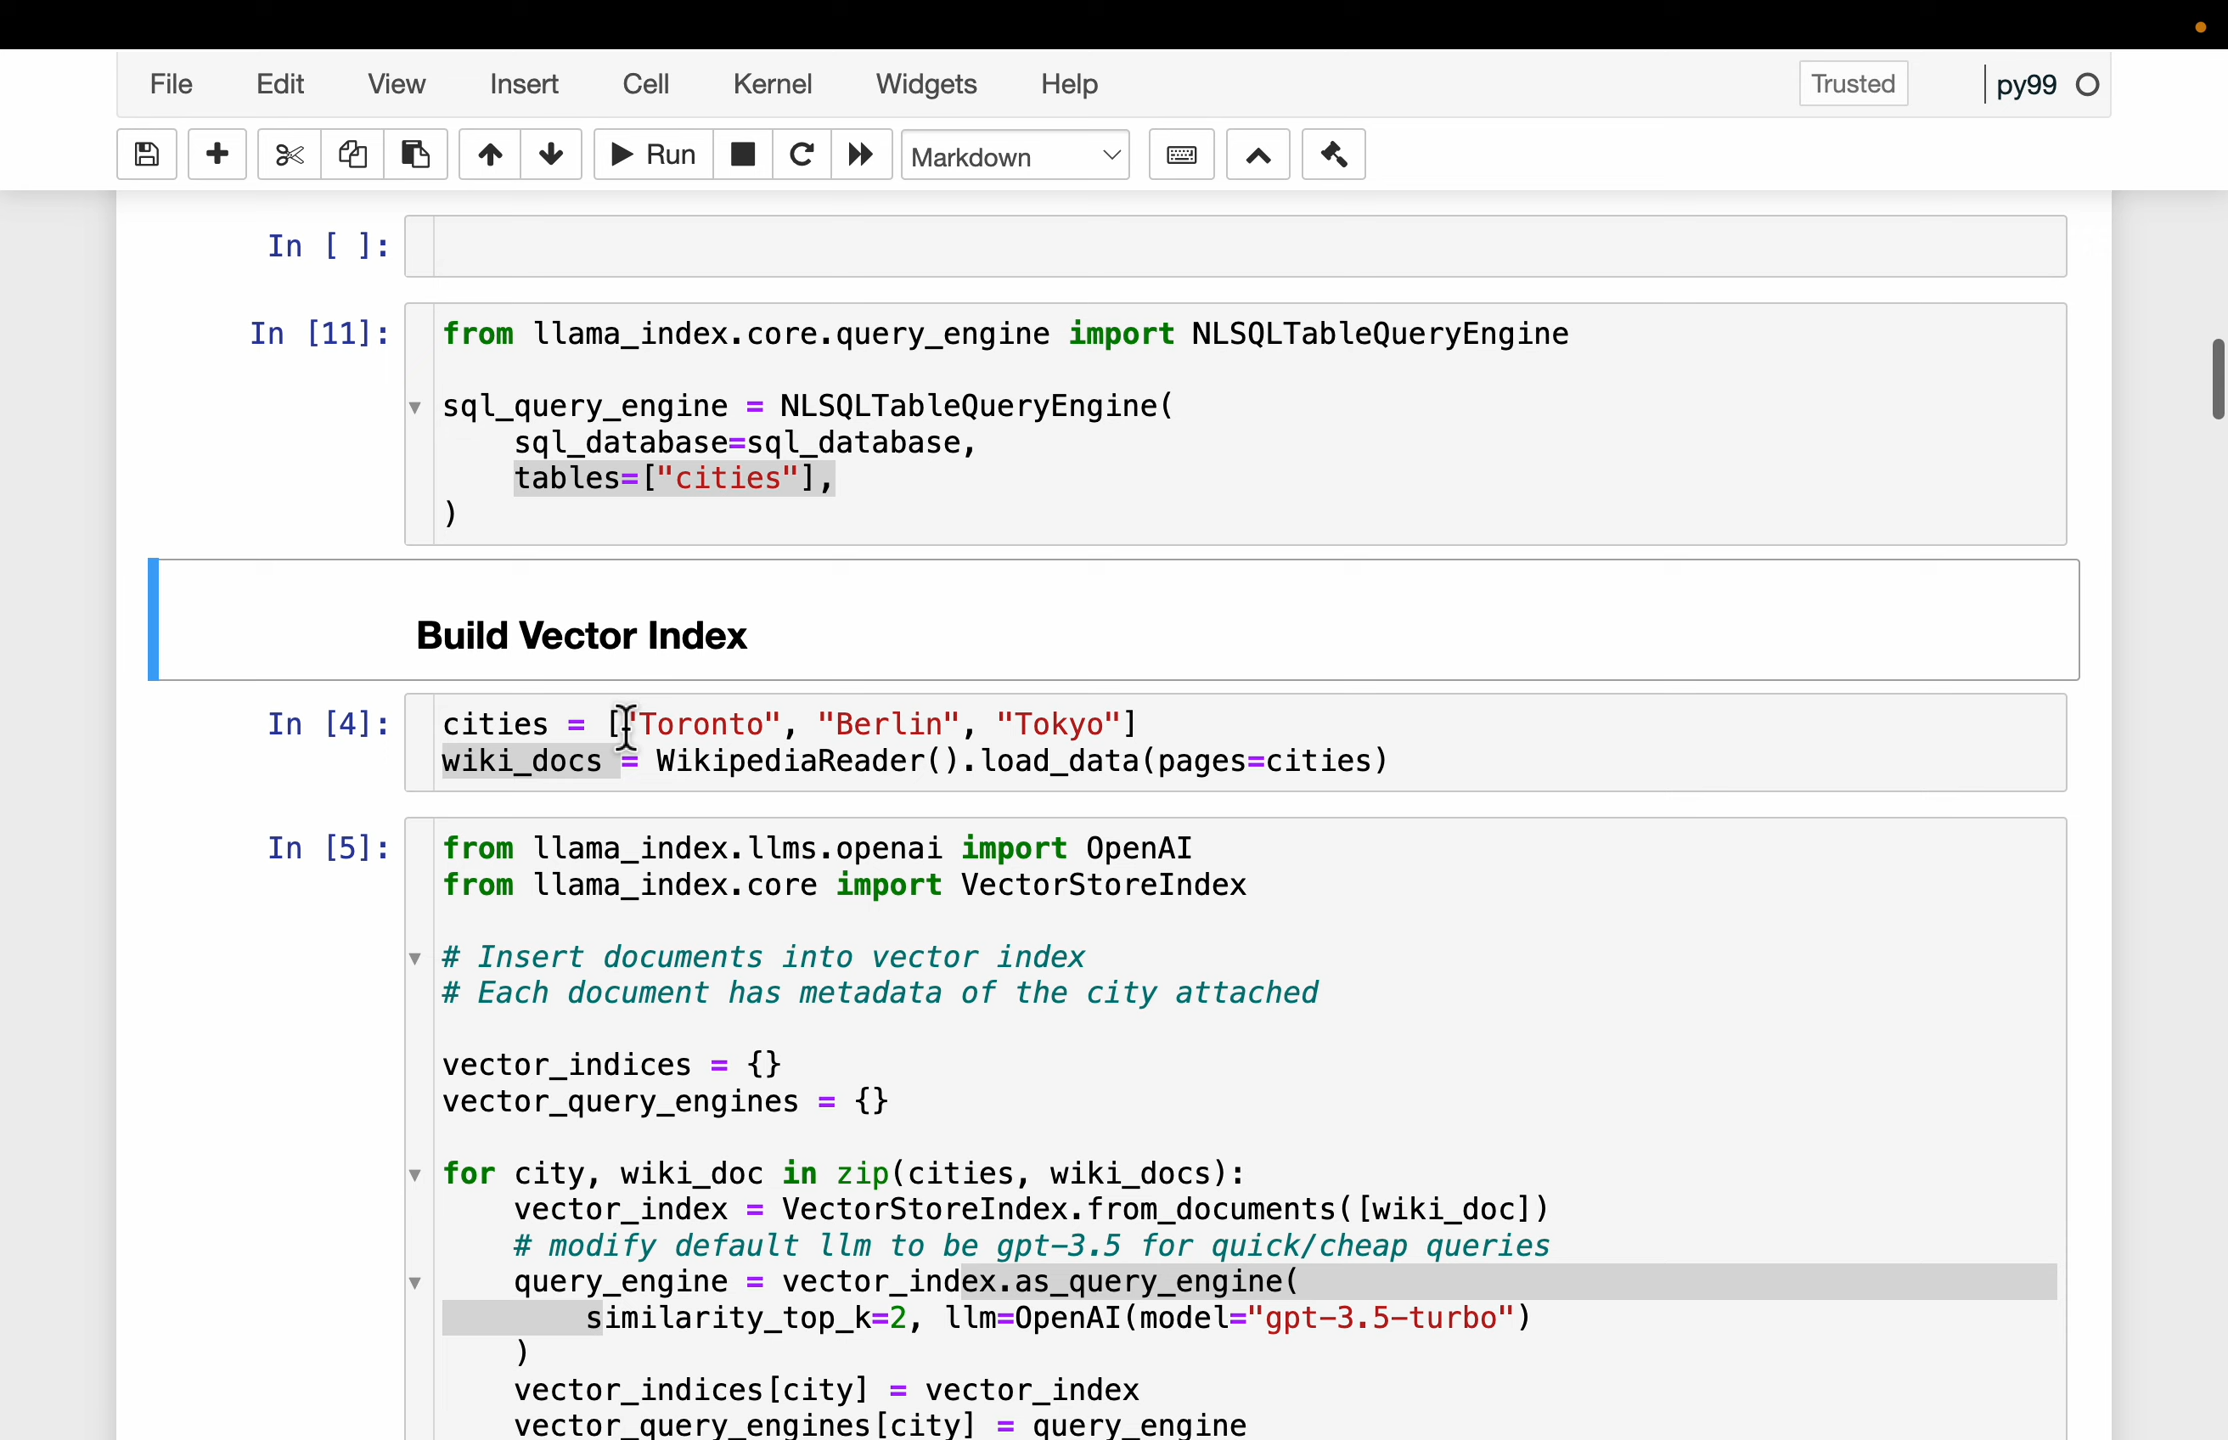 File Edit View Insert Cell Kernel Widgets Help Trusted py99
Run Markdown
In [ ]:
In [11]:
from llama_index.core.query_engine import NLSQLTableQueryEngine
sql_query_engine = NLSQLTableQueryEngine(
    sql_database=sql_database,
    tables=["cities"],
)
Build Vector Index
In [4]:
cities = ["Toronto", "Berlin", "Tokyo"]
wiki_docs = WikipediaReader().load_data(pages=cities)
In [5]:
from llama_index.llms.openai import OpenAI
from llama_index.core import VectorStoreIndex
# Insert documents into vector index
# Each document has metadata of the city attached
vector_indices = {}
vector_query_engines = {}
for city, wiki_doc in zip(cities, wiki_docs):
    vector_index = VectorStoreIndex.from_documents([wiki_doc])
    # modify default llm to be gpt-3.5 for quick/cheap queries
    query_engine = vector_index.as_query_engine(
        similarity_top_k=2, llm=OpenAI(model="gpt-3.5-turbo")
    )
    vector_indices[city] = vector_index
    vector_query_engines[city] = query_engine